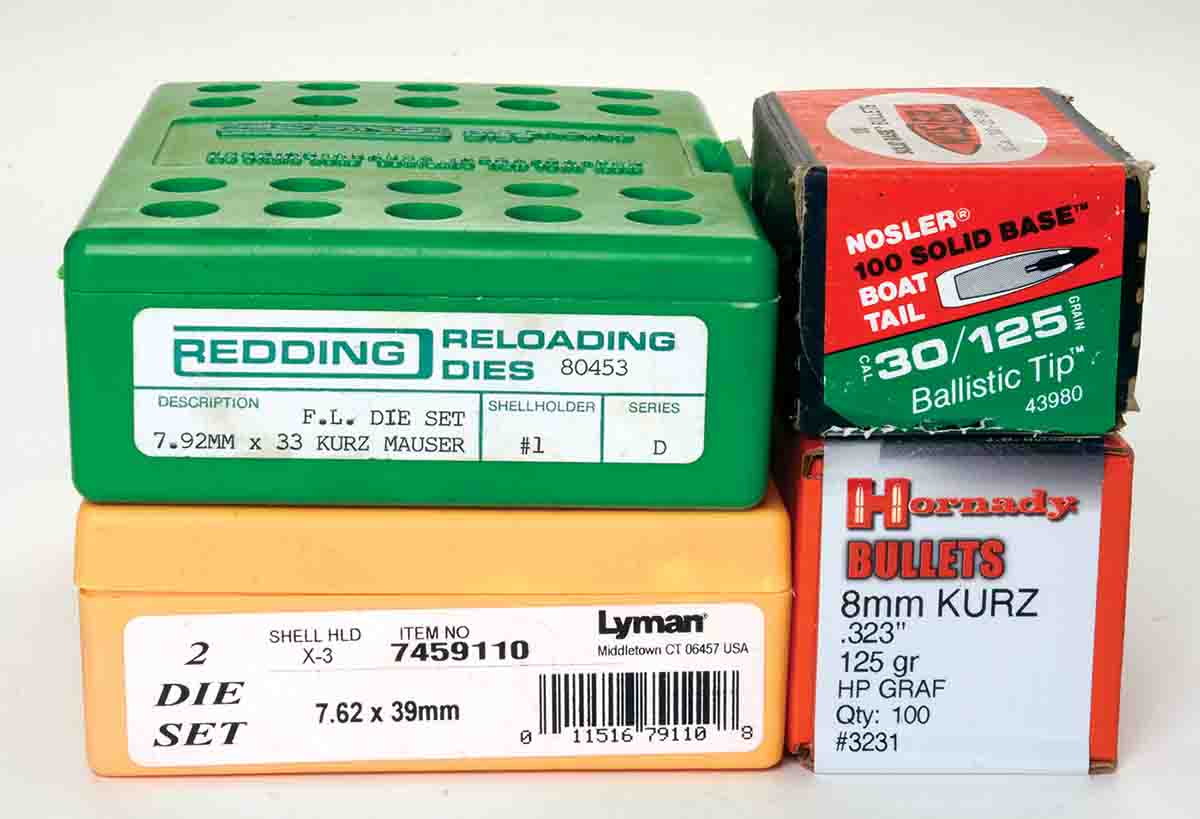 REDDING RELOADING
DIES 80453
DESCRIPTION
F.L. DIE SET
7.92MM x 33 KURZ MAUSER
SHELLHOLDER
#1
SERIES
D
2
DIE
SET
SHELL HLD
X-3
ITEM NO
7459110
Lyman®
Middletown CT 06457 USA
7.62 x 39mm
0 11516 79110 8
NOSLER®
100 SOLID BASE™
BOAT
TAIL
CAL. 30/125 GRAIN
Ballistic Tip™
43980
Hornady
BULLETS
8mm KURZ
.323"
125 gr
HP GRAF
Qty: 100
#3231